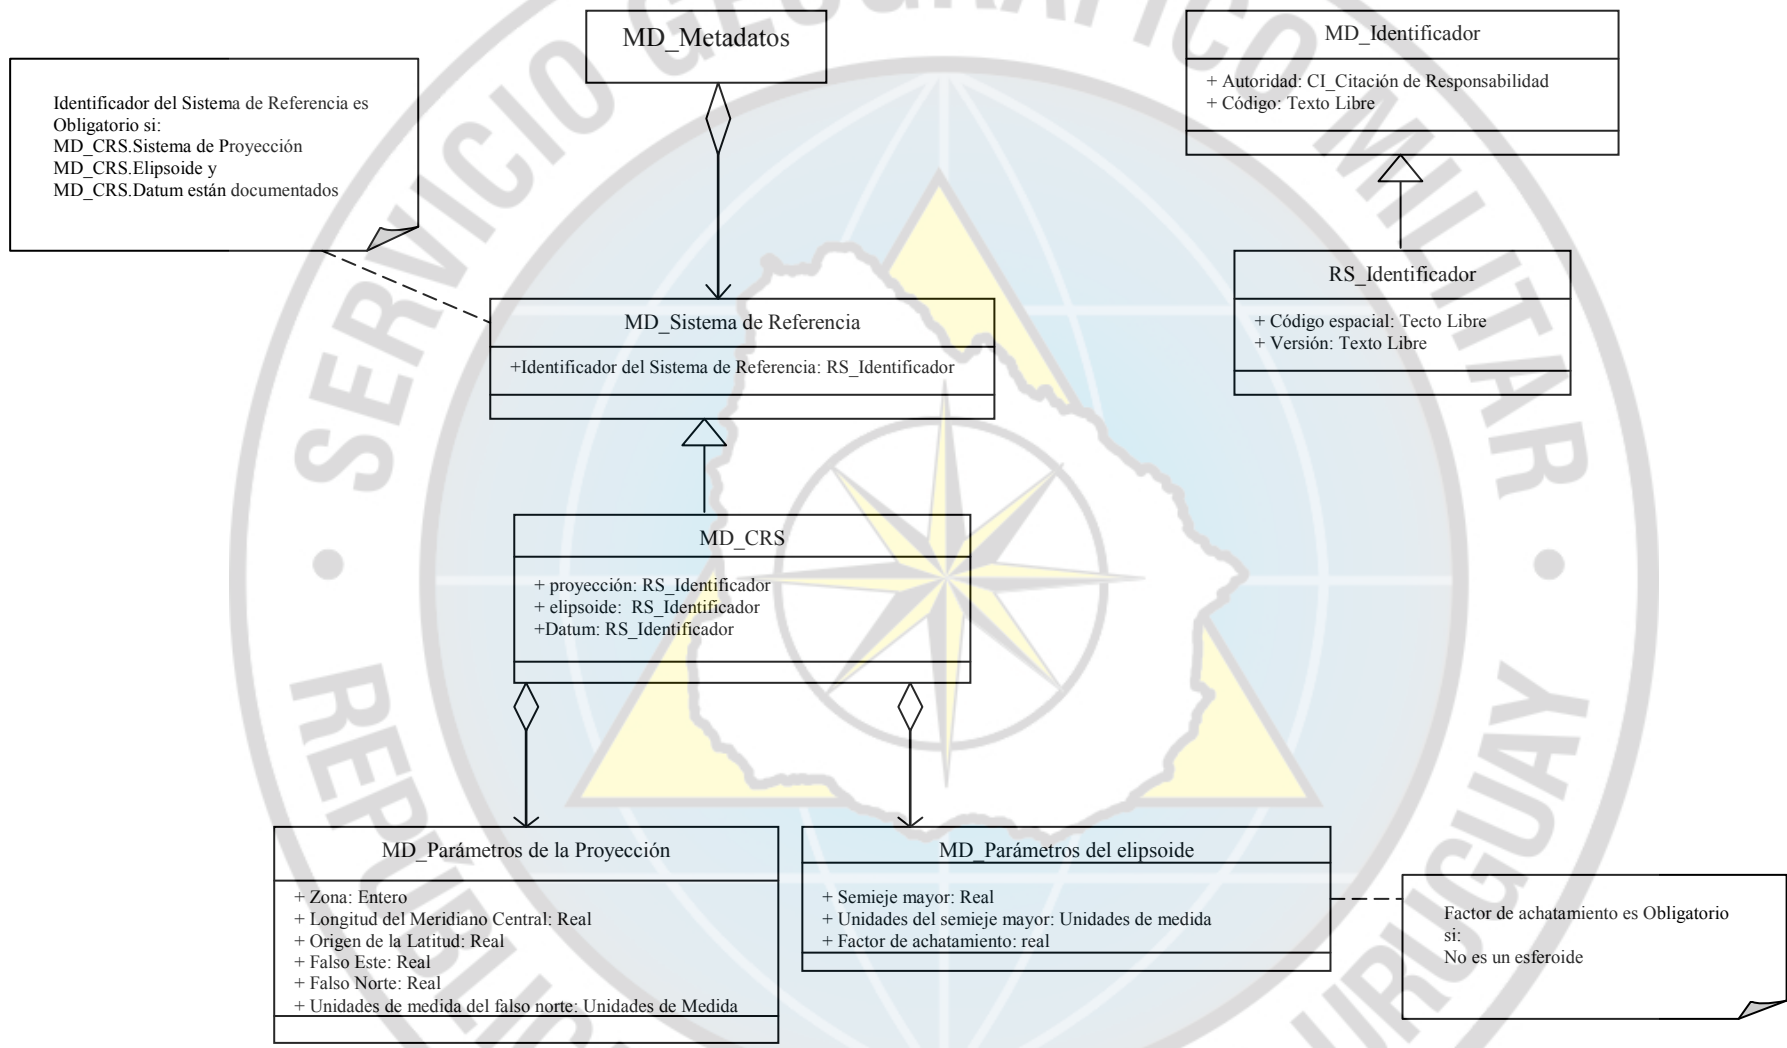 MD_Metadatos
MD_Identificador
+ Autoridad: CI_Citación de Responsabilidad
+ Código: Texto Libre
Identificador del Sistema de Referencia es
Obligatorio si:
MD_CRS.Sistema de Proyección
MD_CRS.Elipsoide y
MD_CRS.Datum están documentados
RS_Identificador
+ Código espacial: Tecto Libre
+ Versión: Texto Libre
MD_Sistema de Referencia
+Identificador del Sistema de Referencia: RS_Identificador
MD_CRS
+ proyección: RS_Identificador
+ elipsoide: RS_Identificador
+Datum: RS_Identificador
MD_Parámetros de la Proyección
+ Zona: Entero
+ Longitud del Meridiano Central: Real
+ Origen de la Latitud: Real
+ Falso Este: Real
+ Falso Norte: Real
+ Unidades de medida del falso norte: Unidades de Medida
MD_Parámetros del elipsoide
+ Semieje mayor: Real
+ Unidades del semieje mayor: Unidades de medida
+ Factor de achatamiento: real
Factor de achatamiento es Obligatorio
si:
No es un esferoide
SERVICIO GEOGRAFICO MILITAR
URUGUAY